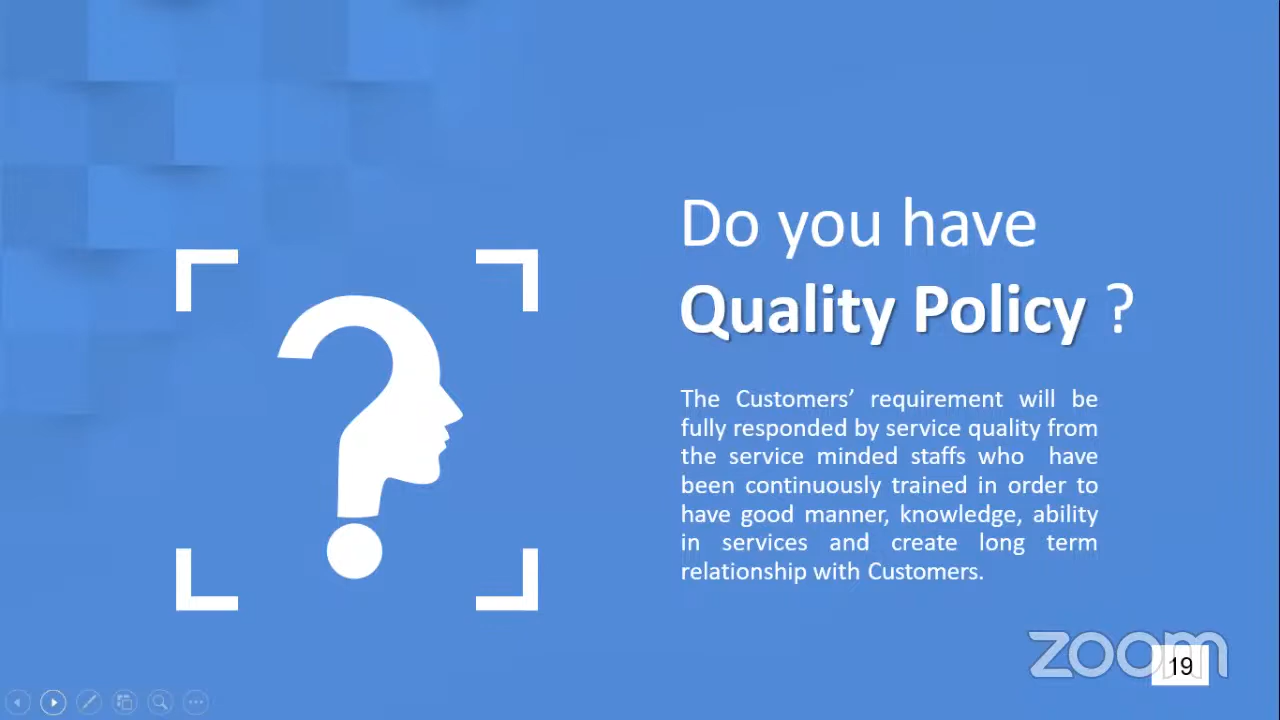 Do you have
Quality Policy ?
The Customers’ requirement will be
fully responded by service quality from
the service minded staffs who have
been continuously trained in order to
have good manner, knowledge, ability
in services and create long term
relationship with Customers.
zoom
19